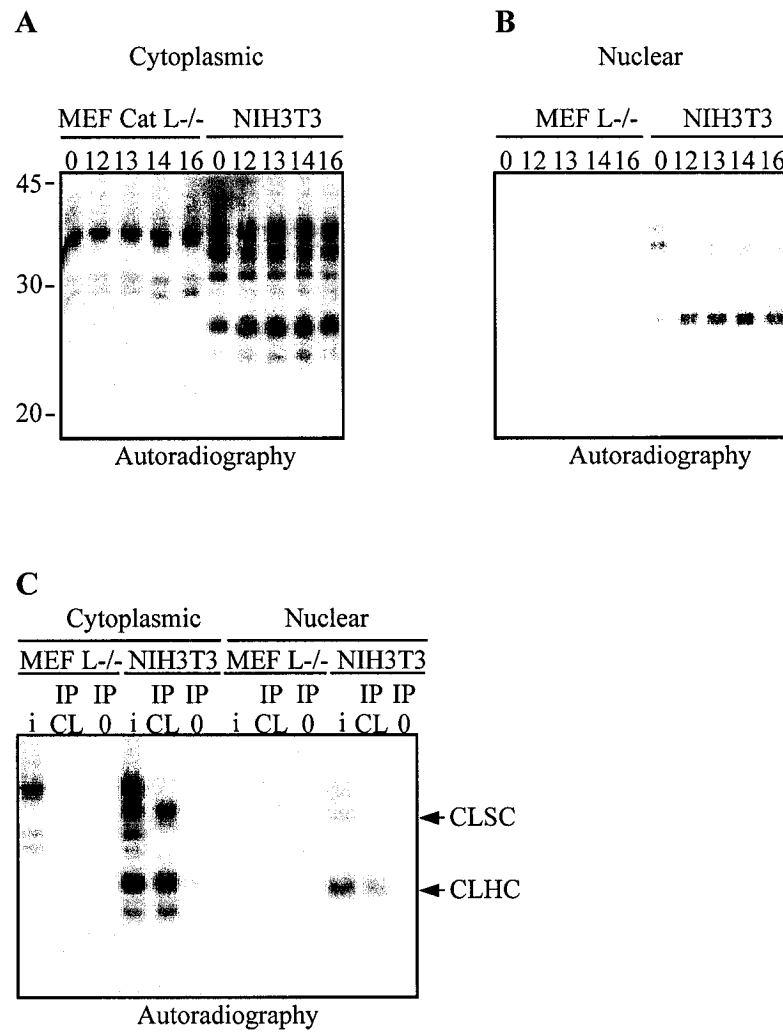 A
Cytoplasmic
MEF Cat L-/- NIH3T3
0 12 13 14 16 0 12 13 14 16
45
30
20
Autoradiography
B
Nuclear
MEF L-/- NIH3T3
0 12 13 14 16 0 12 13 14 16
Autoradiography
C
Cytoplasmic Nuclear
MEF L-/- NIH3T3 MEF L-/- NIH3T3
IP IP IP IP IP IP IP IP
i CL 0 i CL 0 i CL 0 i CL 0
CLSC
CLHC
Autoradiography